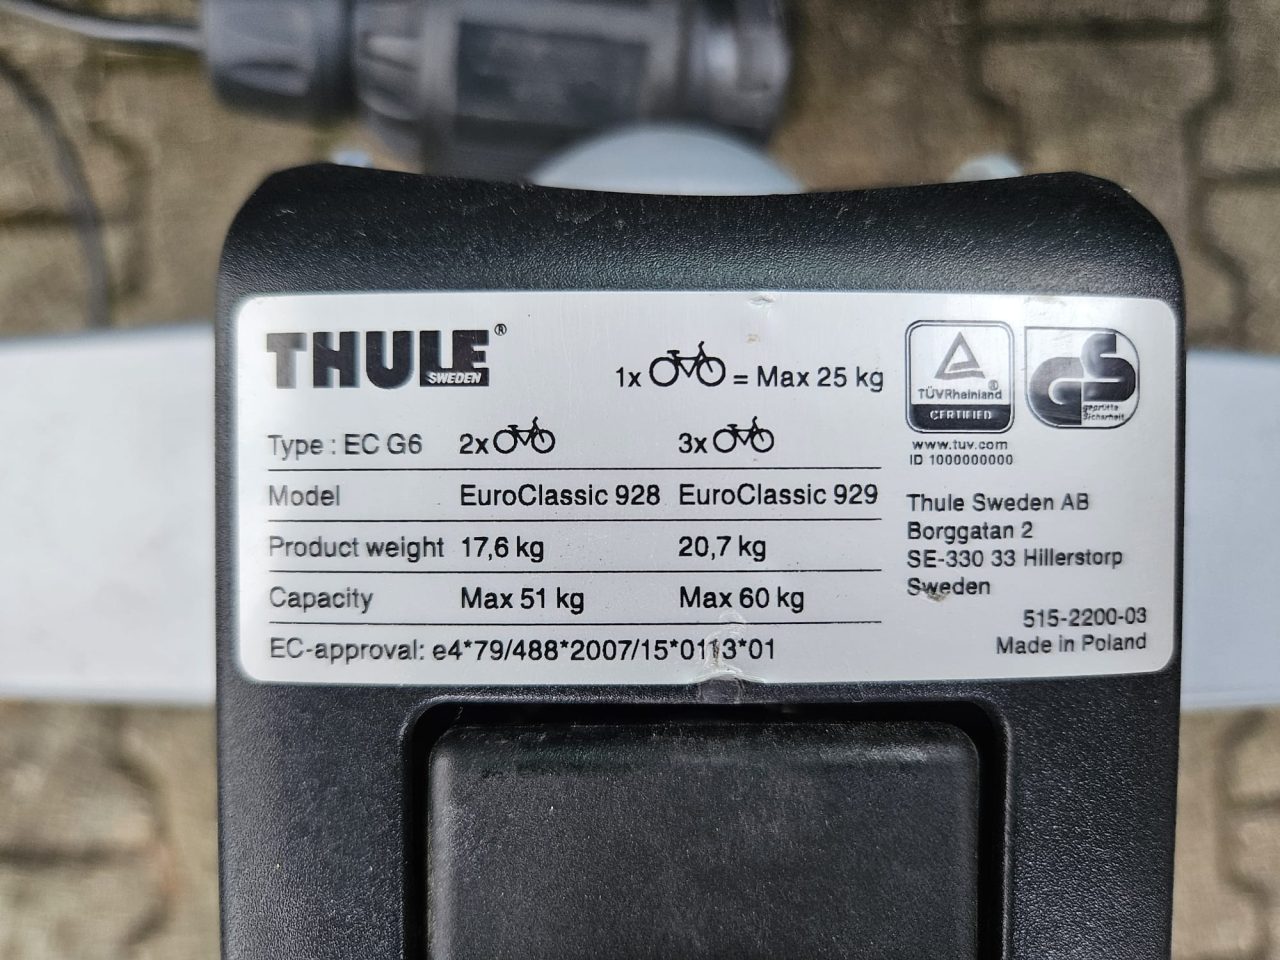 THULE®
SWEDEN
1x = Max 25 kg
Type : EC G6 2x 3x
Model EuroClassic 928 EuroClassic 929
Product weight 17,6 kg 20,7 kg
Capacity Max 51 kg Max 60 kg
EC-approval: e4*79/488*2007/15*0113*01
TÜVRheinland®
CERTIFIED
GS
geprüfte
Sicherheit
www.tuv.com
ID 1000000000
Thule Sweden AB
Borggatan 2
SE-330 33 Hillerstorp
Sweden
515-2200-03
Made in Poland